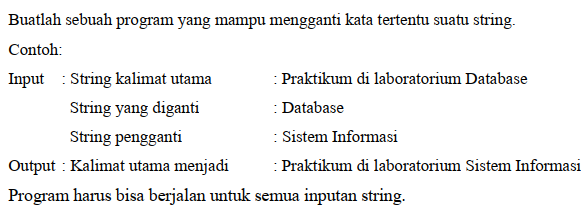 Buatlah sebuah program yang mampu mengganti kata tertentu suatu string.
Contoh:
Input : String kalimat utama : Praktikum di laboratorium Database
String yang diganti : Database
String pengganti : Sistem Informasi
Output : Kalimat utama menjadi : Praktikum di laboratorium Sistem Informasi
Program harus bisa berjalan untuk semua inputan string.